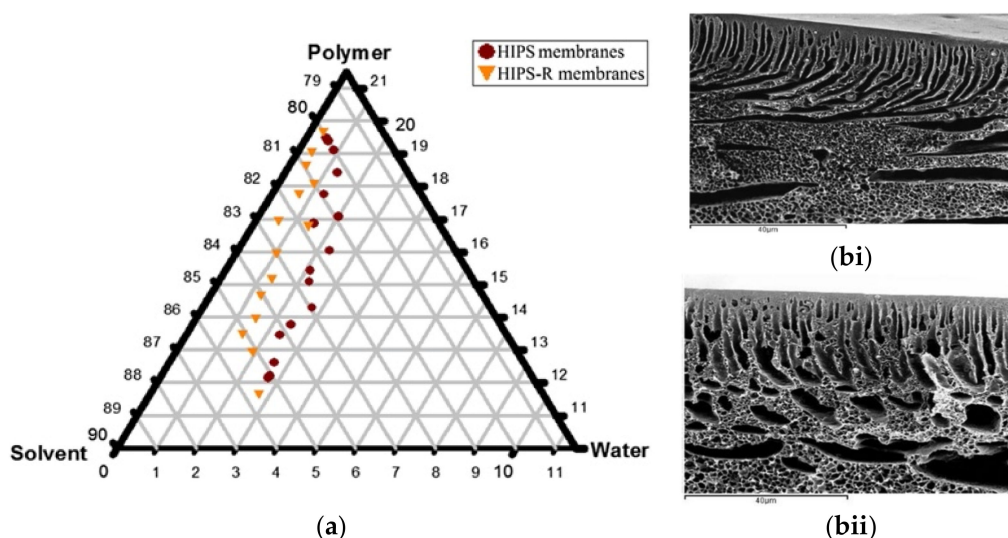 Polymer
HIPS membranes
HIPS-R membranes
79
21
80
20
81
19
82
18
83
17
84
16
85
15
86
14
87
13
88
12
89
11
90
Solvent
Water
0 1 2 3 4 5 6 7 8 9 10 11
(a)
40µm
(bi)
40µm
(bii)